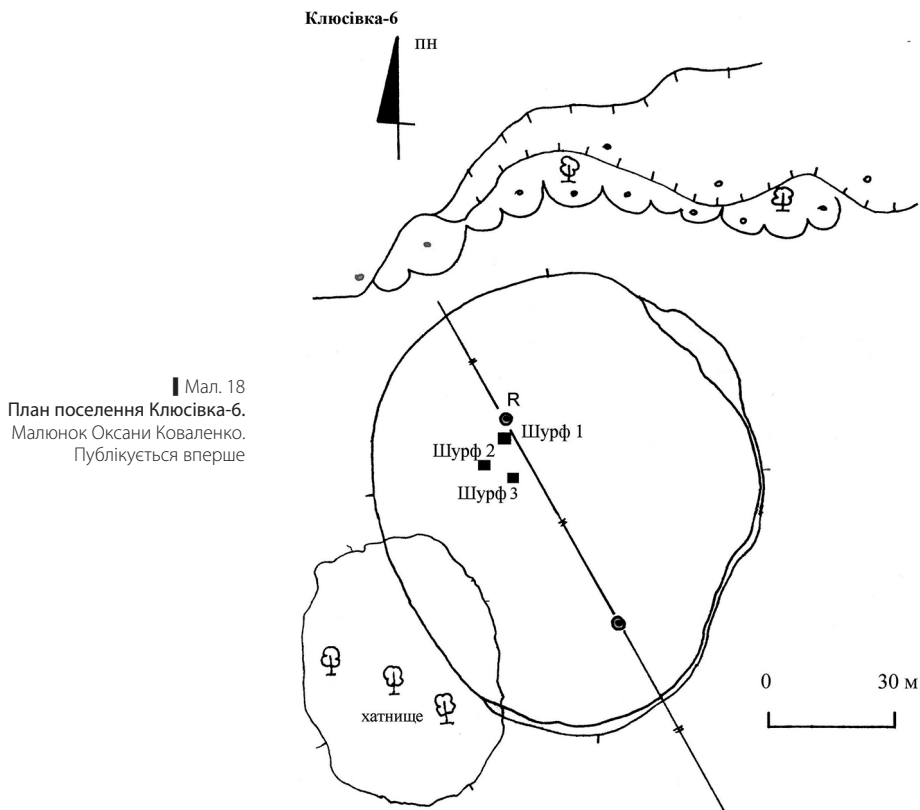 Клюсівка-6
ПН
Мал. 18
План поселення Клюсівка-6.
Малюнок Оксани Коваленко.
Публікується вперше
R
Шурф 1
Шурф 2
Шурф 3
хатнище
0 30 м